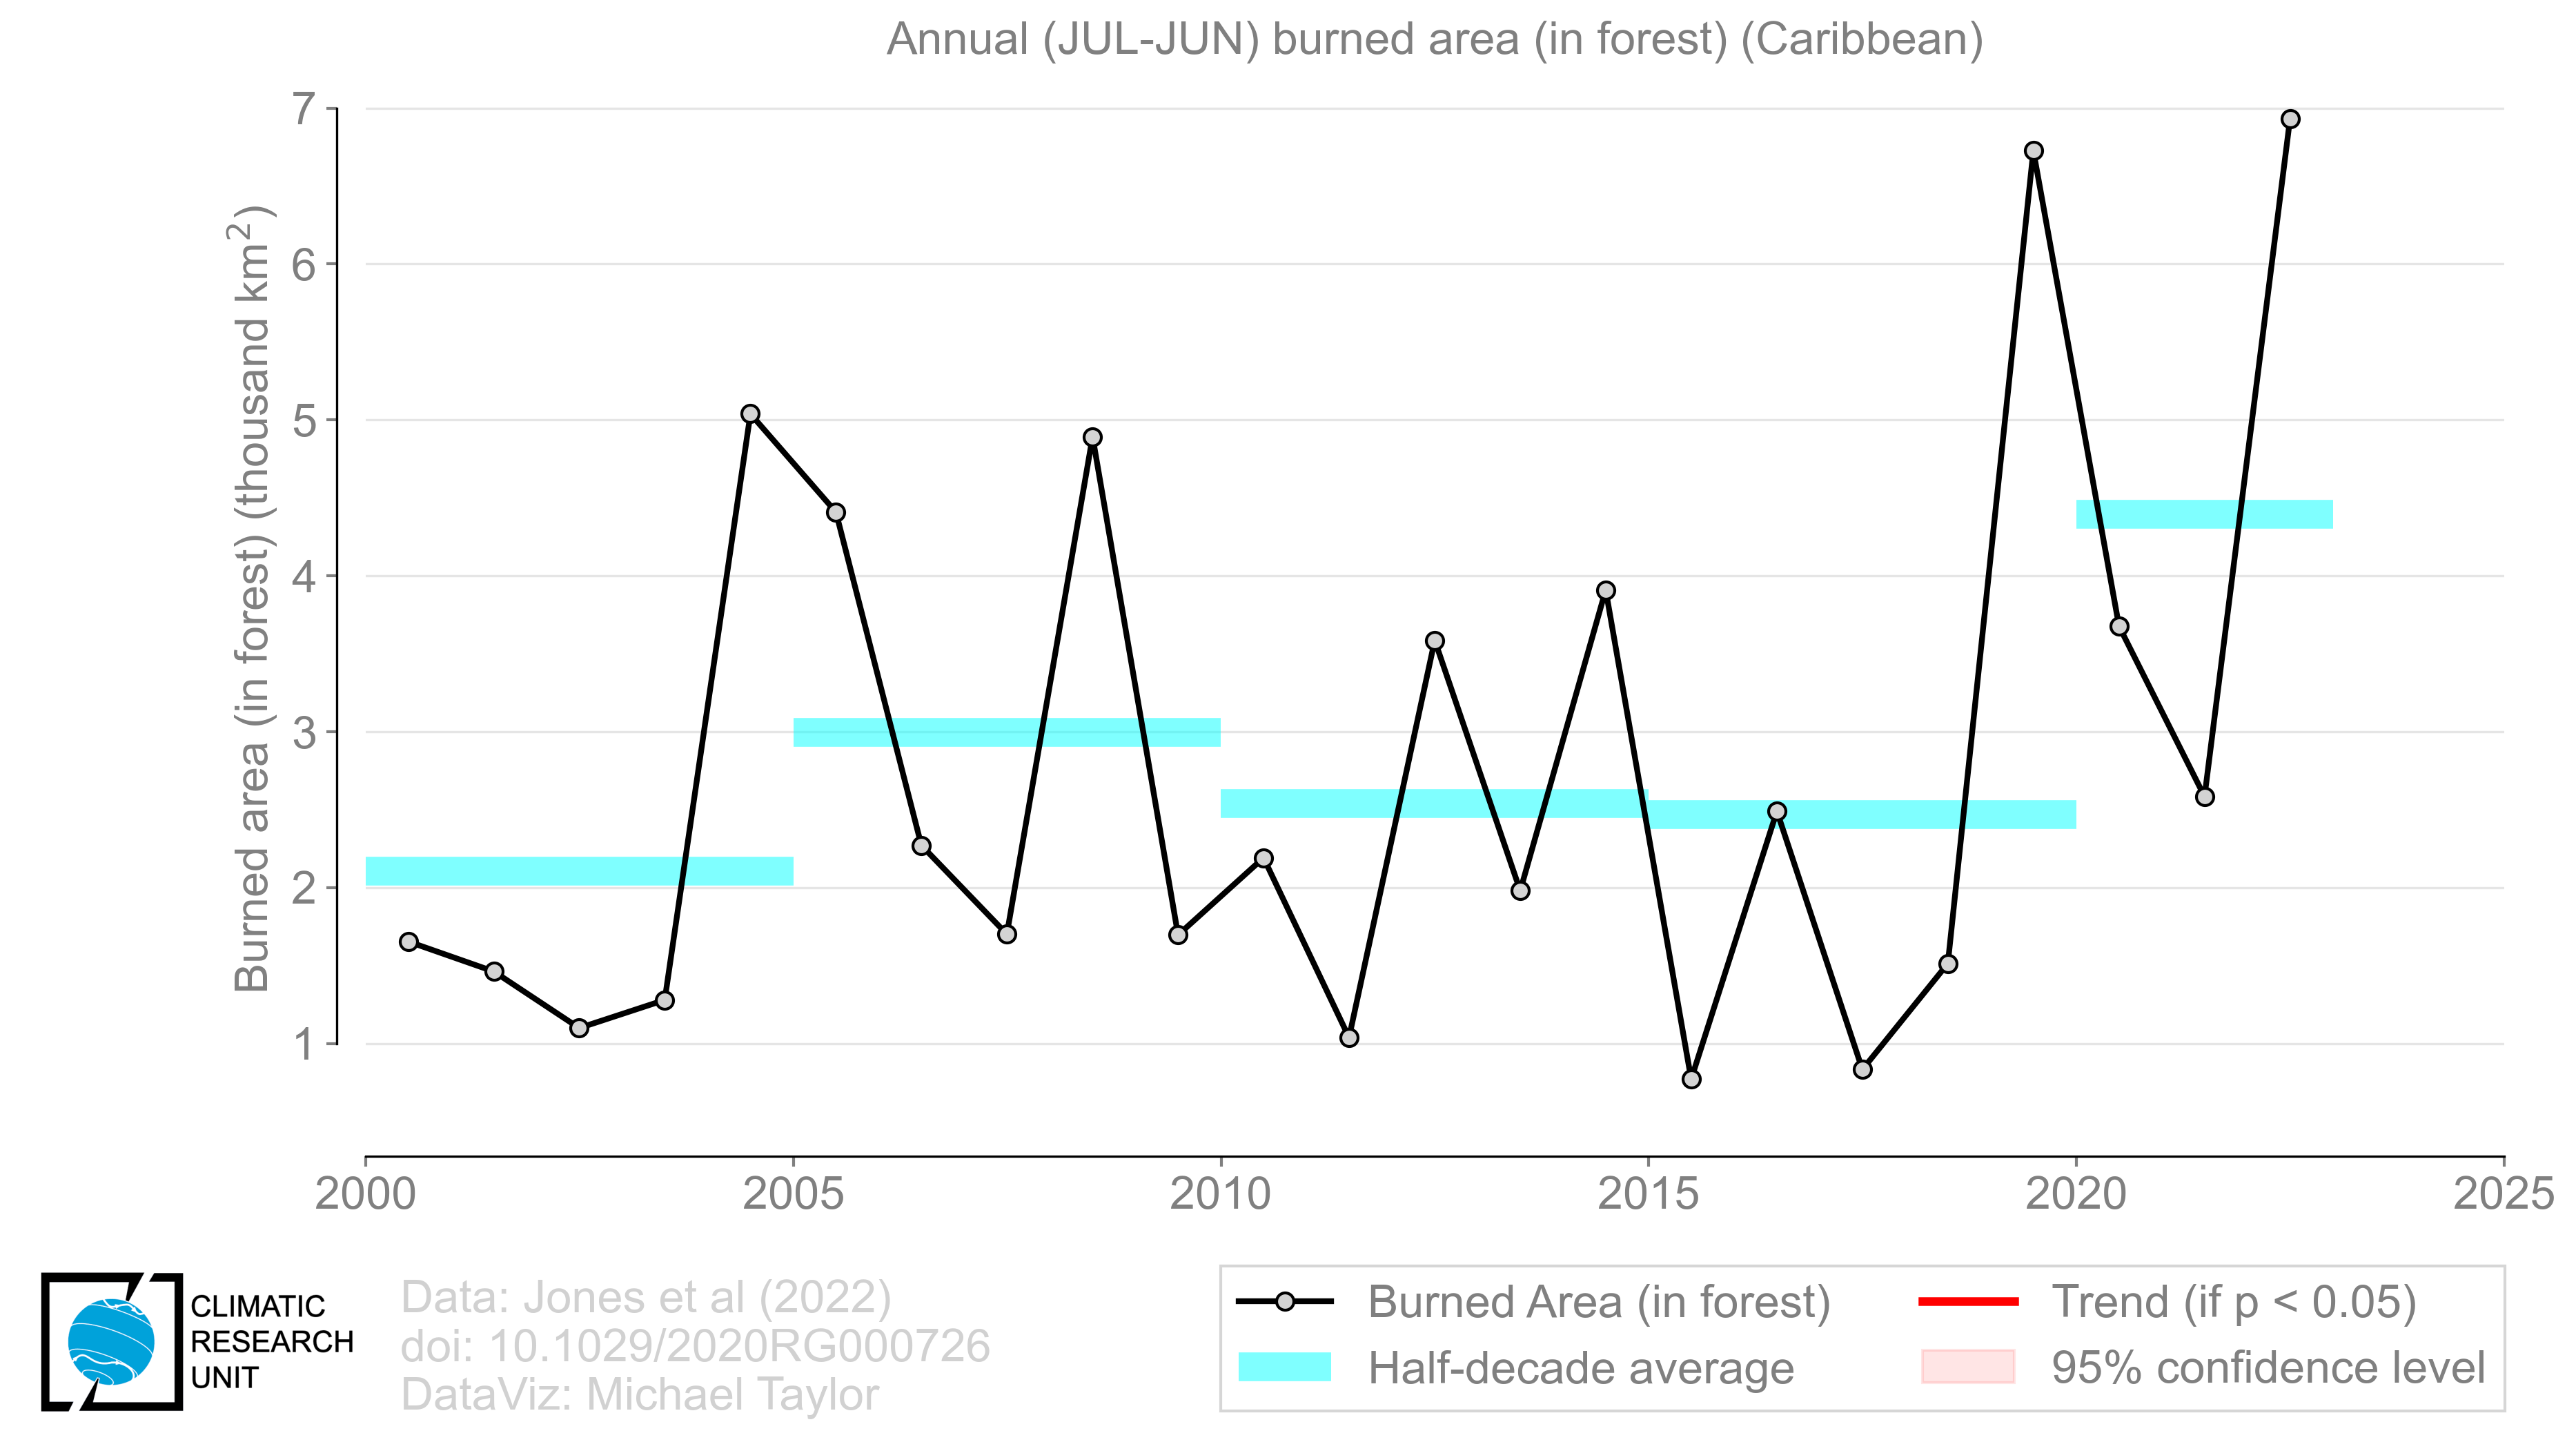 Annual (JUL-JUN) burned area (in forest) (Caribbean)
Burned area (in forest) (thousand km²)
7
6
5
4
3
2
1
2000 2005 2010 2015 2020 2025
CLIMATIC
RESEARCH
UNIT
Data: Jones et al (2022)
doi: 10.1029/2020RG000726
DataViz: Michael Taylor
Burned Area (in forest)
Half-decade average
Trend (if p < 0.05)
95% confidence level